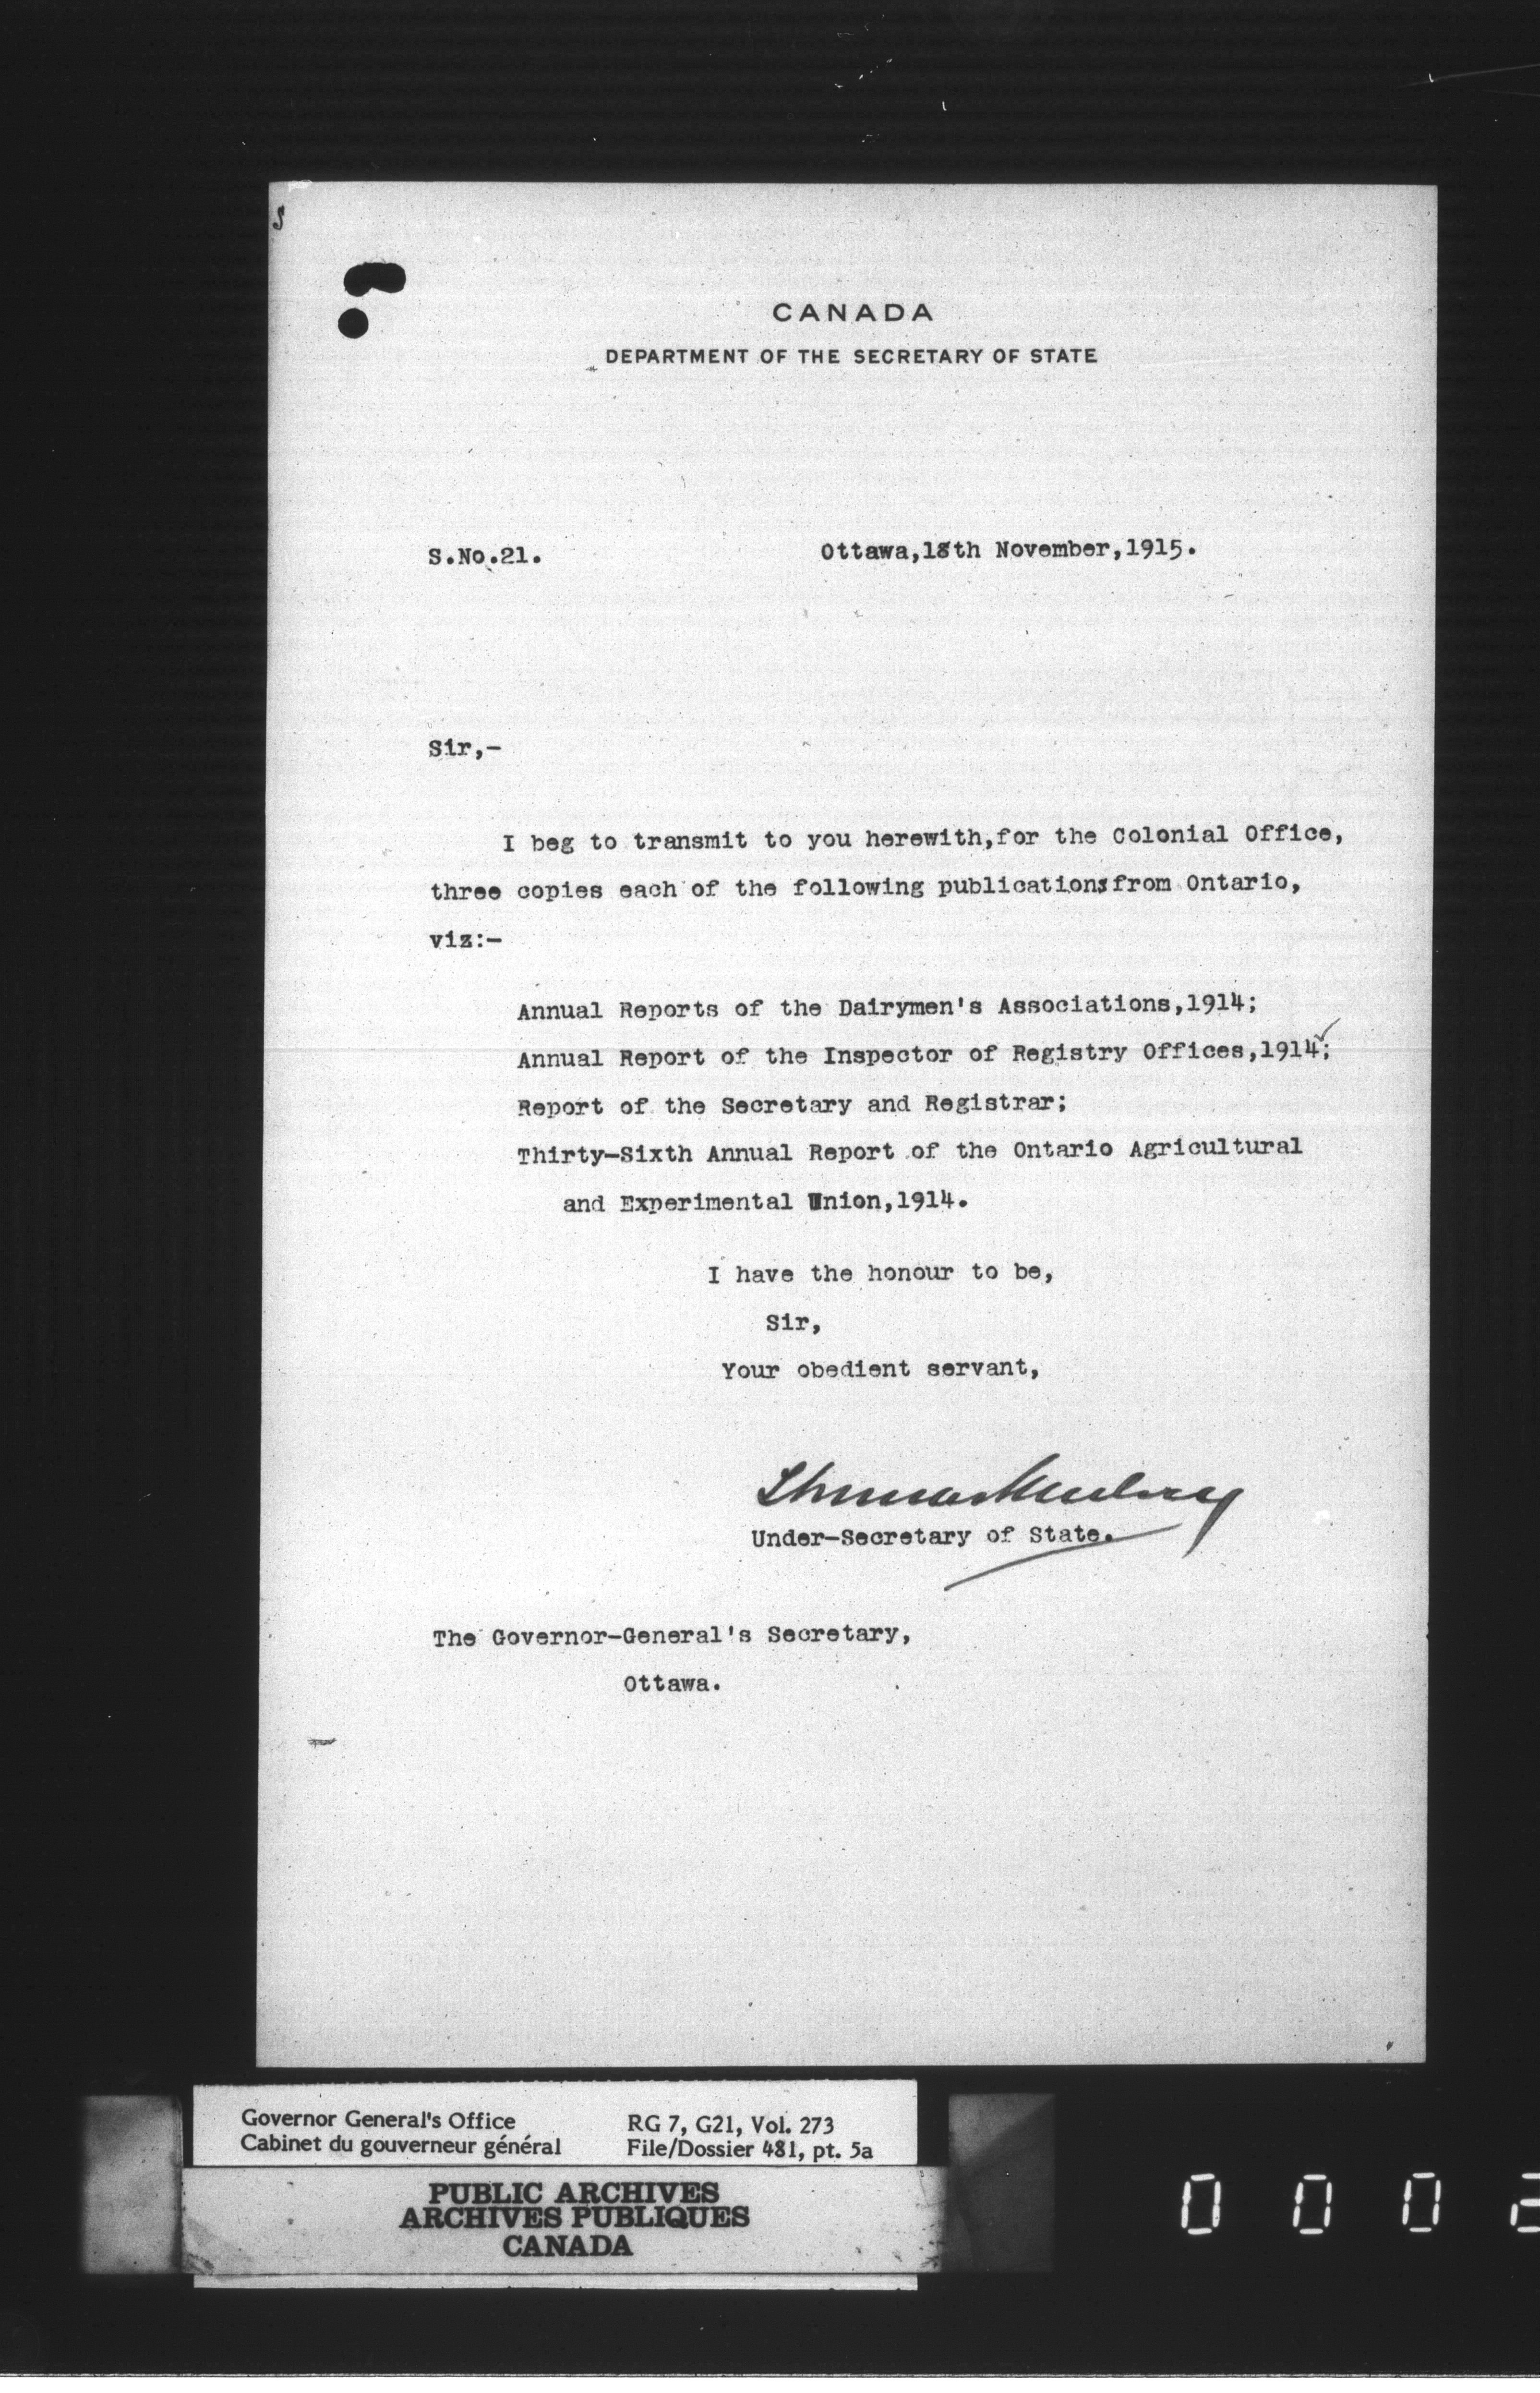 CANADA
DEPARTMENT OF THE SECRETARY OF STATE
S.No.21.
Ottawa,18th November,1915.
Sir,-
I beg to transmit to you herewith,for the Colonial Office,
three copies each of the following publications from Ontario,
viz:-
Annual Reports of the Dairymen's Associations,1914;
Annual Report of the Inspector of Registry Offices,1914;
Report of the Secretary and Registrar;
Thirty-Sixth Annual Report of the Ontario Agricultural
and Experimental Union,1914.
I have the honour to be,
Sir,
Your obedient servant,
Thomas Mulvey
Under-Secretary of State.
The Governor-General's Secretary,
Ottawa.
Governor General's Office
Cabinet du gouverneur général
RG 7, G21, Vol. 273
File/Dossier 481, pt. 5a
PUBLIC ARCHIVES
ARCHIVES PUBLIQUES
CANADA
0 0 0